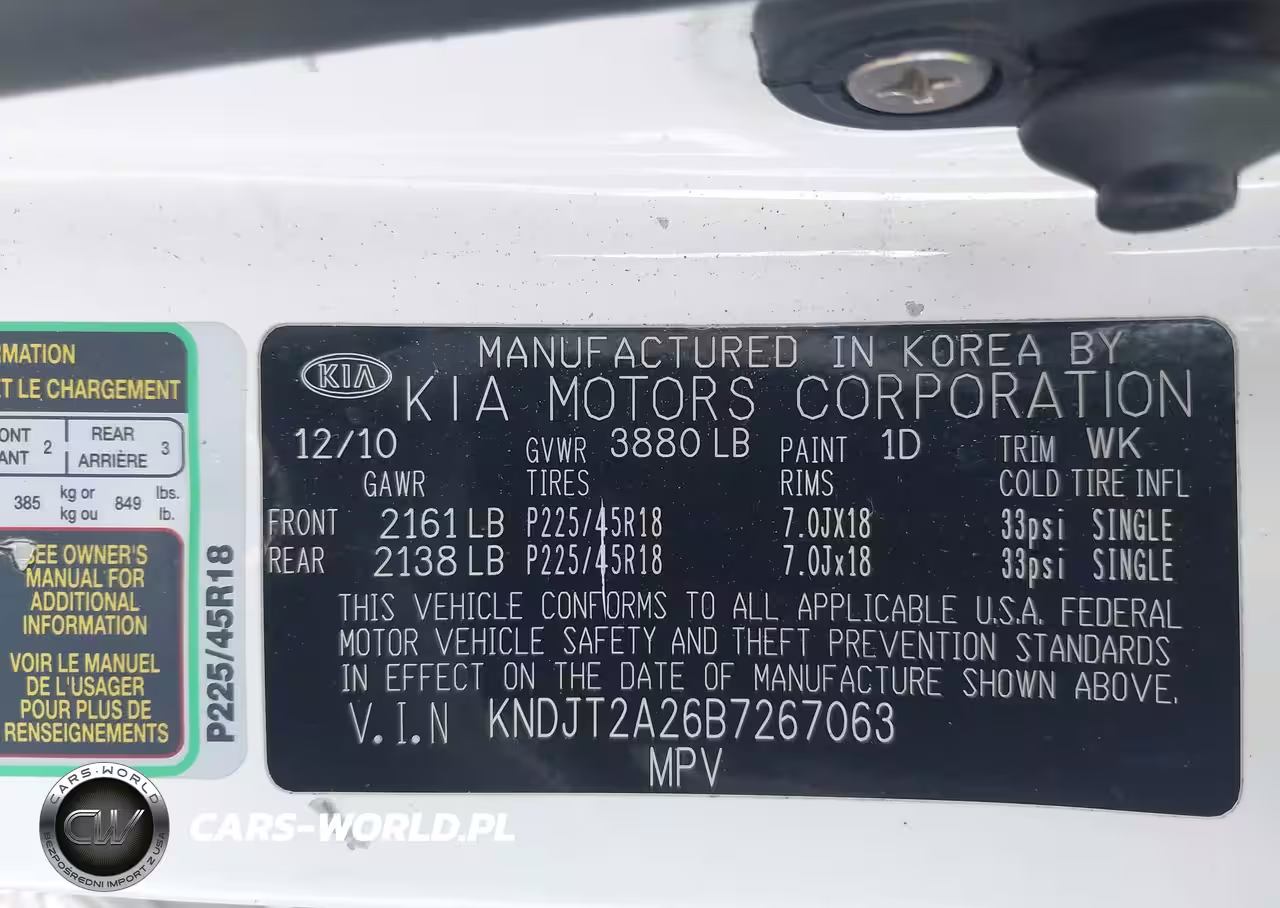 RMATION
ET LE CHARGEMENT
ONT 2 REAR 3
ANT ARRIÈRE
385 kg or 849 lbs.
kg ou lb.
SEE OWNER'S
MANUAL FOR
ADDITIONAL
INFORMATION
VOIR LE MANUEL
DE L'USAGER
POUR PLUS DE
RENSEIGNEMENTS
P225/45R18
KIA
MANUFACTURED IN KOREA BY
KIA MOTORS CORPORATION
12/10 GVWR 3880 LB PAINT 1D TRIM WK
GAWR TIRES RIMS COLD TIRE INFL
FRONT 2161 LB P225/45R18 7.0JX18 33psi SINGLE
REAR 2138 LB P225/45R18 7.0Jx18 33psi SINGLE
THIS VEHICLE CONFORMS TO ALL APPLICABLE U.S.A. FEDERAL
MOTOR VEHICLE SAFETY AND THEFT PREVENTION STANDARDS
IN EFFECT ON THE DATE OF MANUFACTURE SHOWN ABOVE.
V.I.N KNDJT2A26B7267063
MPV
CARS-WORLD
CW
BEZPOŚREDNI IMPORT Z USA
CARS-WORLD.PL